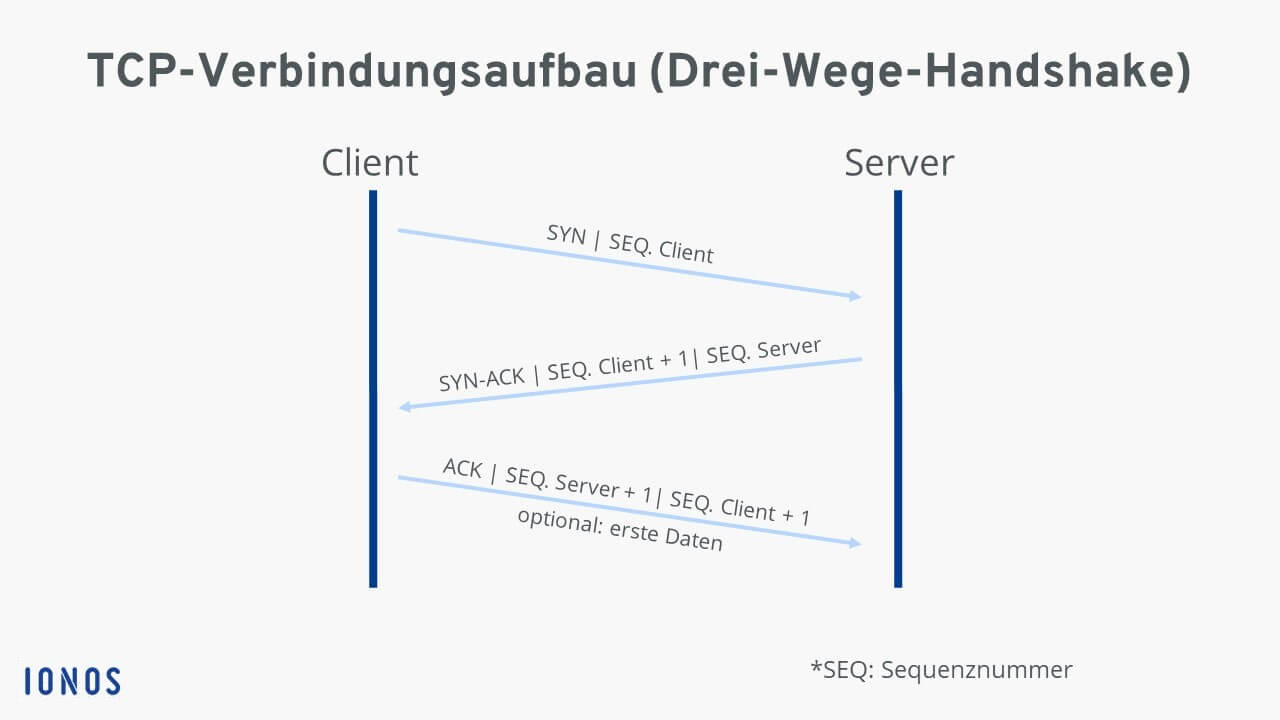 TCP-Verbindungsaufbau (Drei-Wege-Handshake)
Client
Server
SYN | SEQ. Client
SYN-ACK | SEQ. Client + 1| SEQ. Server
ACK | SEQ. Server + 1| SEQ. Client + 1
optional: erste Daten
IONOS
*SEQ: Sequenznummer